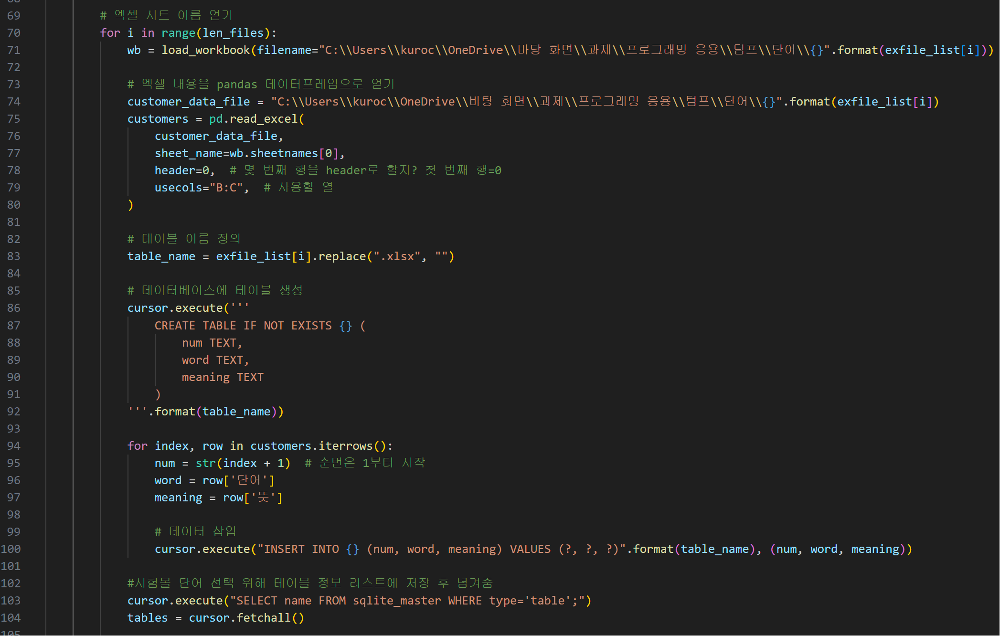 69 # 엑셀 시트 이름 얻기
70 for i in range(len_files):
71 wb = load_workbook(filename="C:\\Users\\kuroc\\OneDrive\\바탕 화면\\과제\\프로그래밍 응용\\텀프\\단어\\{}".format(exfile_list[i]))
72
73 # 엑셀 내용을 pandas 데이터프레임으로 얻기
74 customer_data_file = "C:\\Users\\kuroc\\OneDrive\\바탕 화면\\과제\\프로그래밍 응용\\텀프\\단어\\{}".format(exfile_list[i])
75 customers = pd.read_excel(
76 customer_data_file,
77 sheet_name=wb.sheetnames[0],
78 header=0,  # 몇 번째 행을 header로 할지? 첫 번째 행=0
79 usecols="B:C",  # 사용할 열
80 )
81
82 # 테이블 이름 정의
83 table_name = exfile_list[i].replace(".xlsx", "")
84
85 # 데이터베이스에 테이블 생성
86 cursor.execute('''
87 CREATE TABLE IF NOT EXISTS {} (
88 num TEXT,
89 word TEXT,
90 meaning TEXT
91 )
92 '''.format(table_name))
93
94 for index, row in customers.iterrows():
95 num = str(index + 1)  # 순번은 1부터 시작
96 word = row['단어']
97 meaning = row['뜻']
98
99 # 데이터 삽입
100 cursor.execute("INSERT INTO {} (num, word, meaning) VALUES (?, ?, ?)".format(table_name), (num, word, meaning))
101
102 #시험볼 단어 선택 위해 테이블 정보 리스트에 저장 후 넘겨줌
103 cursor.execute("SELECT name FROM sqlite_master WHERE type='table';")
104 tables = cursor.fetchall()
105